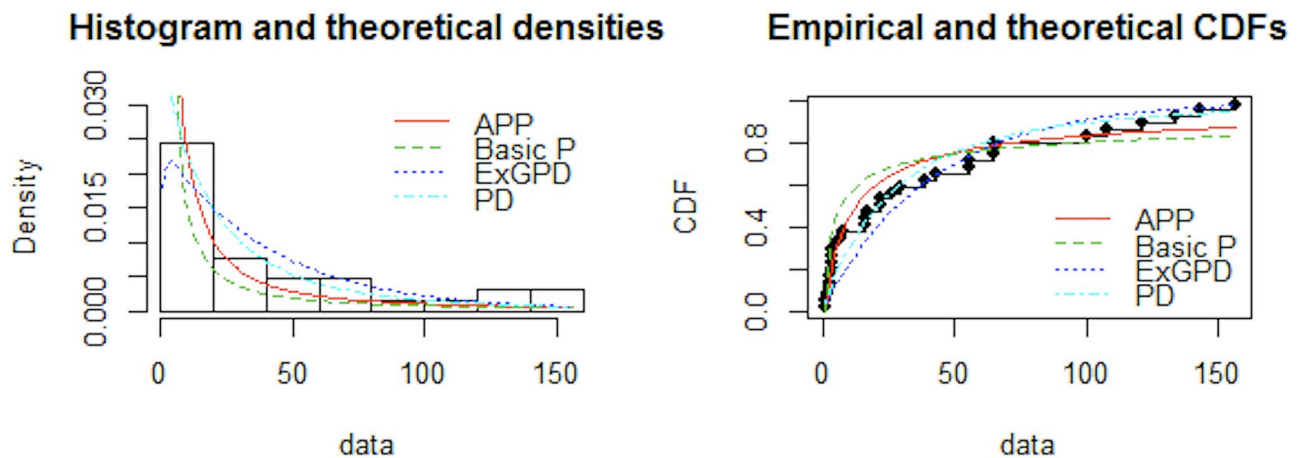 Histogram and theoretical densities
Density
0.030
0.015
0.000
APP
Basic P
ExGPD
PD
0
50
100
150
data
Empirical and theoretical CDFs
CDF
0.8
0.4
0.0
APP
Basic P
ExGPD
PD
0
50
100
150
data